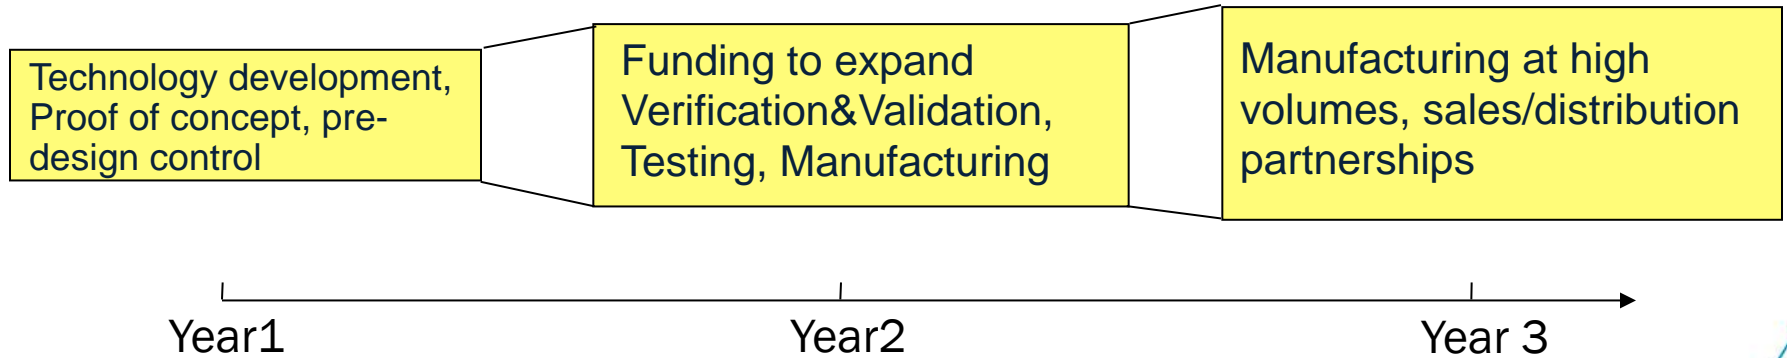 Technology development,
Proof of concept, pre-
design control
Funding to expand
Verification&Validation,
Testing, Manufacturing
Manufacturing at high
volumes, sales/distribution
partnerships
Year1
Year2
Year 3